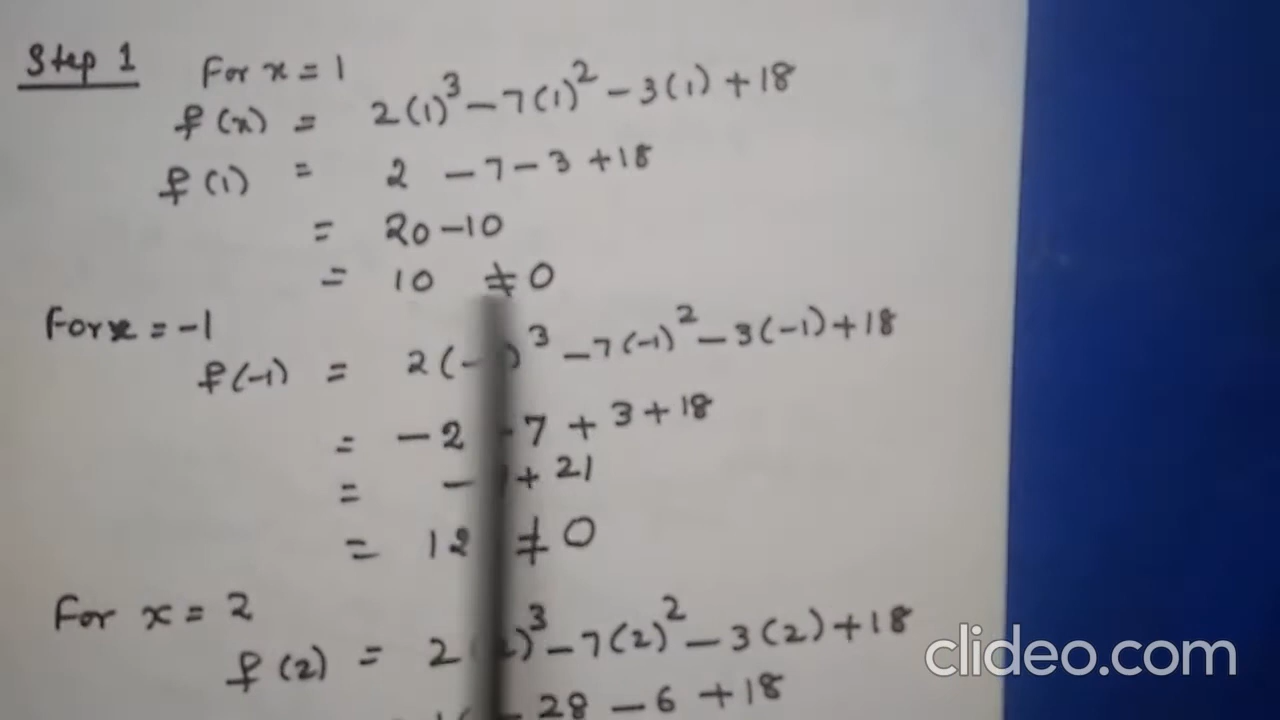 Step 1 For x = 1
f(x) = 2(1)³ - 7(1)² - 3(1) + 18
f(1) = 2 - 7 - 3 + 18
= 20 - 10
= 10 ≠ 0
For x = -1
f(-1) = 2(- )³ - 7(-1)² - 3(-1) + 18
= -2 - 7 + 3 + 18
= - + 21
= 12 ≠ 0
For x = 2
f(2) = 2(2)³ - 7(2)² - 3(2) + 18
- 28 - 6 + 18
clideo.com